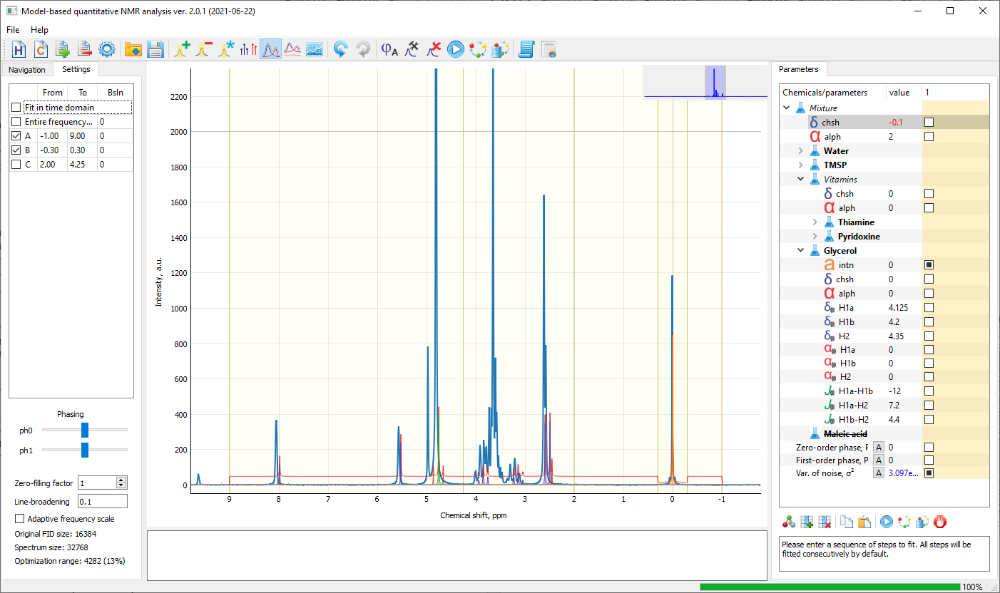 Model-based quantitative NMR analysis ver. 2.0.1 (2021-06-22)
File Help
H C φA
Navigation Settings
From To Bsln
Fit in time domain
Entire frequency... 0
A -1.00 9.00 0
B -0.30 0.30 0
C 2.00 4.25 0
Phasing
ph0
ph1
Zero-filling factor 1
Line-broadening 0.1
Adaptive frequency scale
Original FID size: 16384
Spectrum size: 32768
Optimization range: 4282 (13%)
Intensity, a.u.
2200
2000
1800
1600
1400
1200
1000
800
600
400
200
0
9 8 7 6 5 4 3 2 1 0 -1
Chemical shift, ppm
Parameters
Chemicals/parameters value 1
Mixture
δ chsh -0.1
α alph 2
Water
TMSP
Vitamins
δ chsh 0
α alph 0
Thiamine
Pyridoxine
Glycerol
a intn 0
δ chsh 0
α alph 0
δ H1a 4.125
δ H1b 4.2
δ H2 4.35
α H1a 0
α H1b 0
α H2 0
J H1a-H1b -12
J H1a-H2 7.2
J H1b-H2 4.4
Maleic acid
Zero-order phase, P A 0
First-order phase, P A 0
Var. of noise, σ² A 3.097e...
Please enter a sequence of steps to fit. All steps will be
fitted consecutively by default.
100%